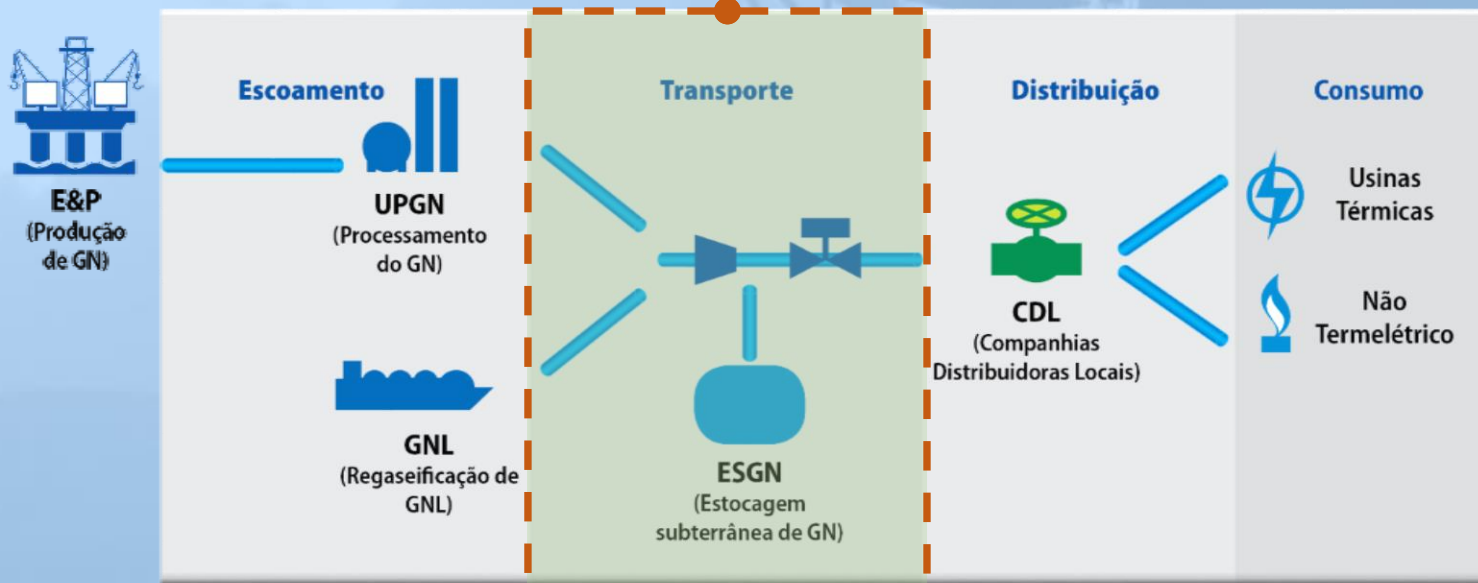 E&P
(Produção
de GN)
Escoamento
UPGN
(Processamento
do GN)
GNL
(Regaseificação de
GNL)
Transporte
ESGN
(Estocagem
subterrânea de GN)
Distribuição
CDL
(Companhias
Distribuidoras Locais)
Consumo
Usinas
Térmicas
Não
Termelétrico